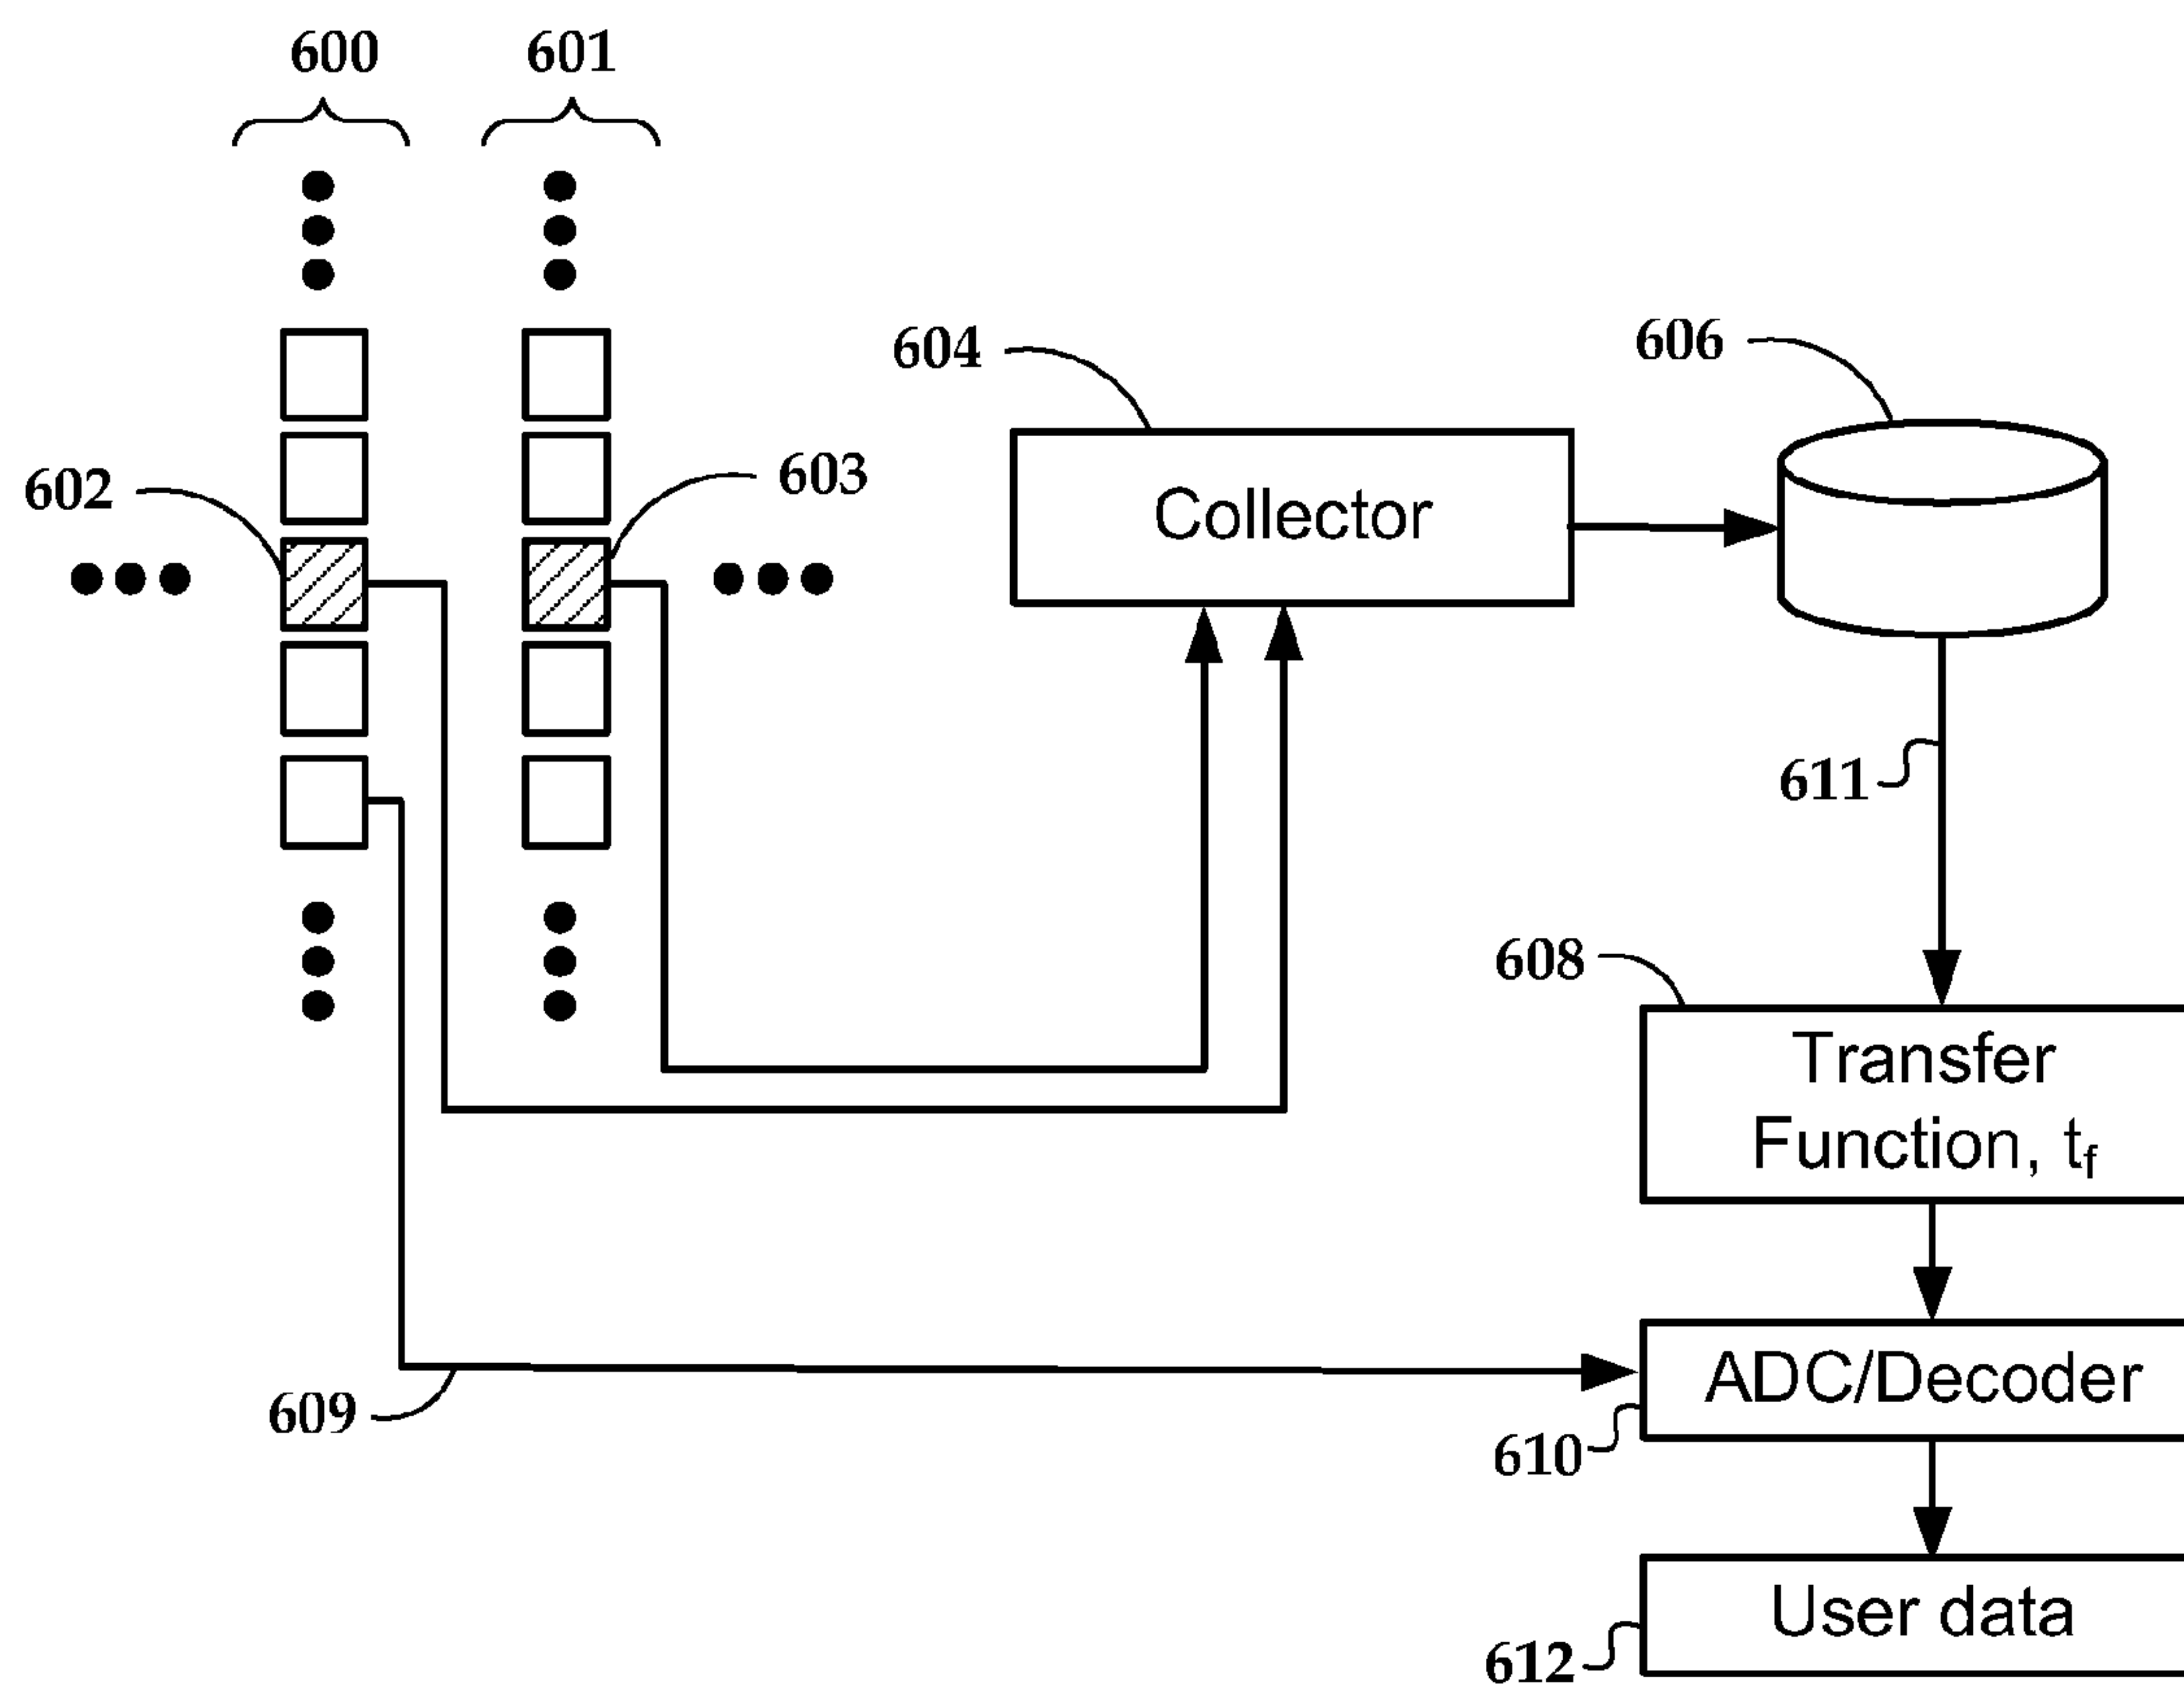 600
601
604
606
602
603
Collector
611
608
Transfer
Function, tf
609
ADC/Decoder
610
User data
612